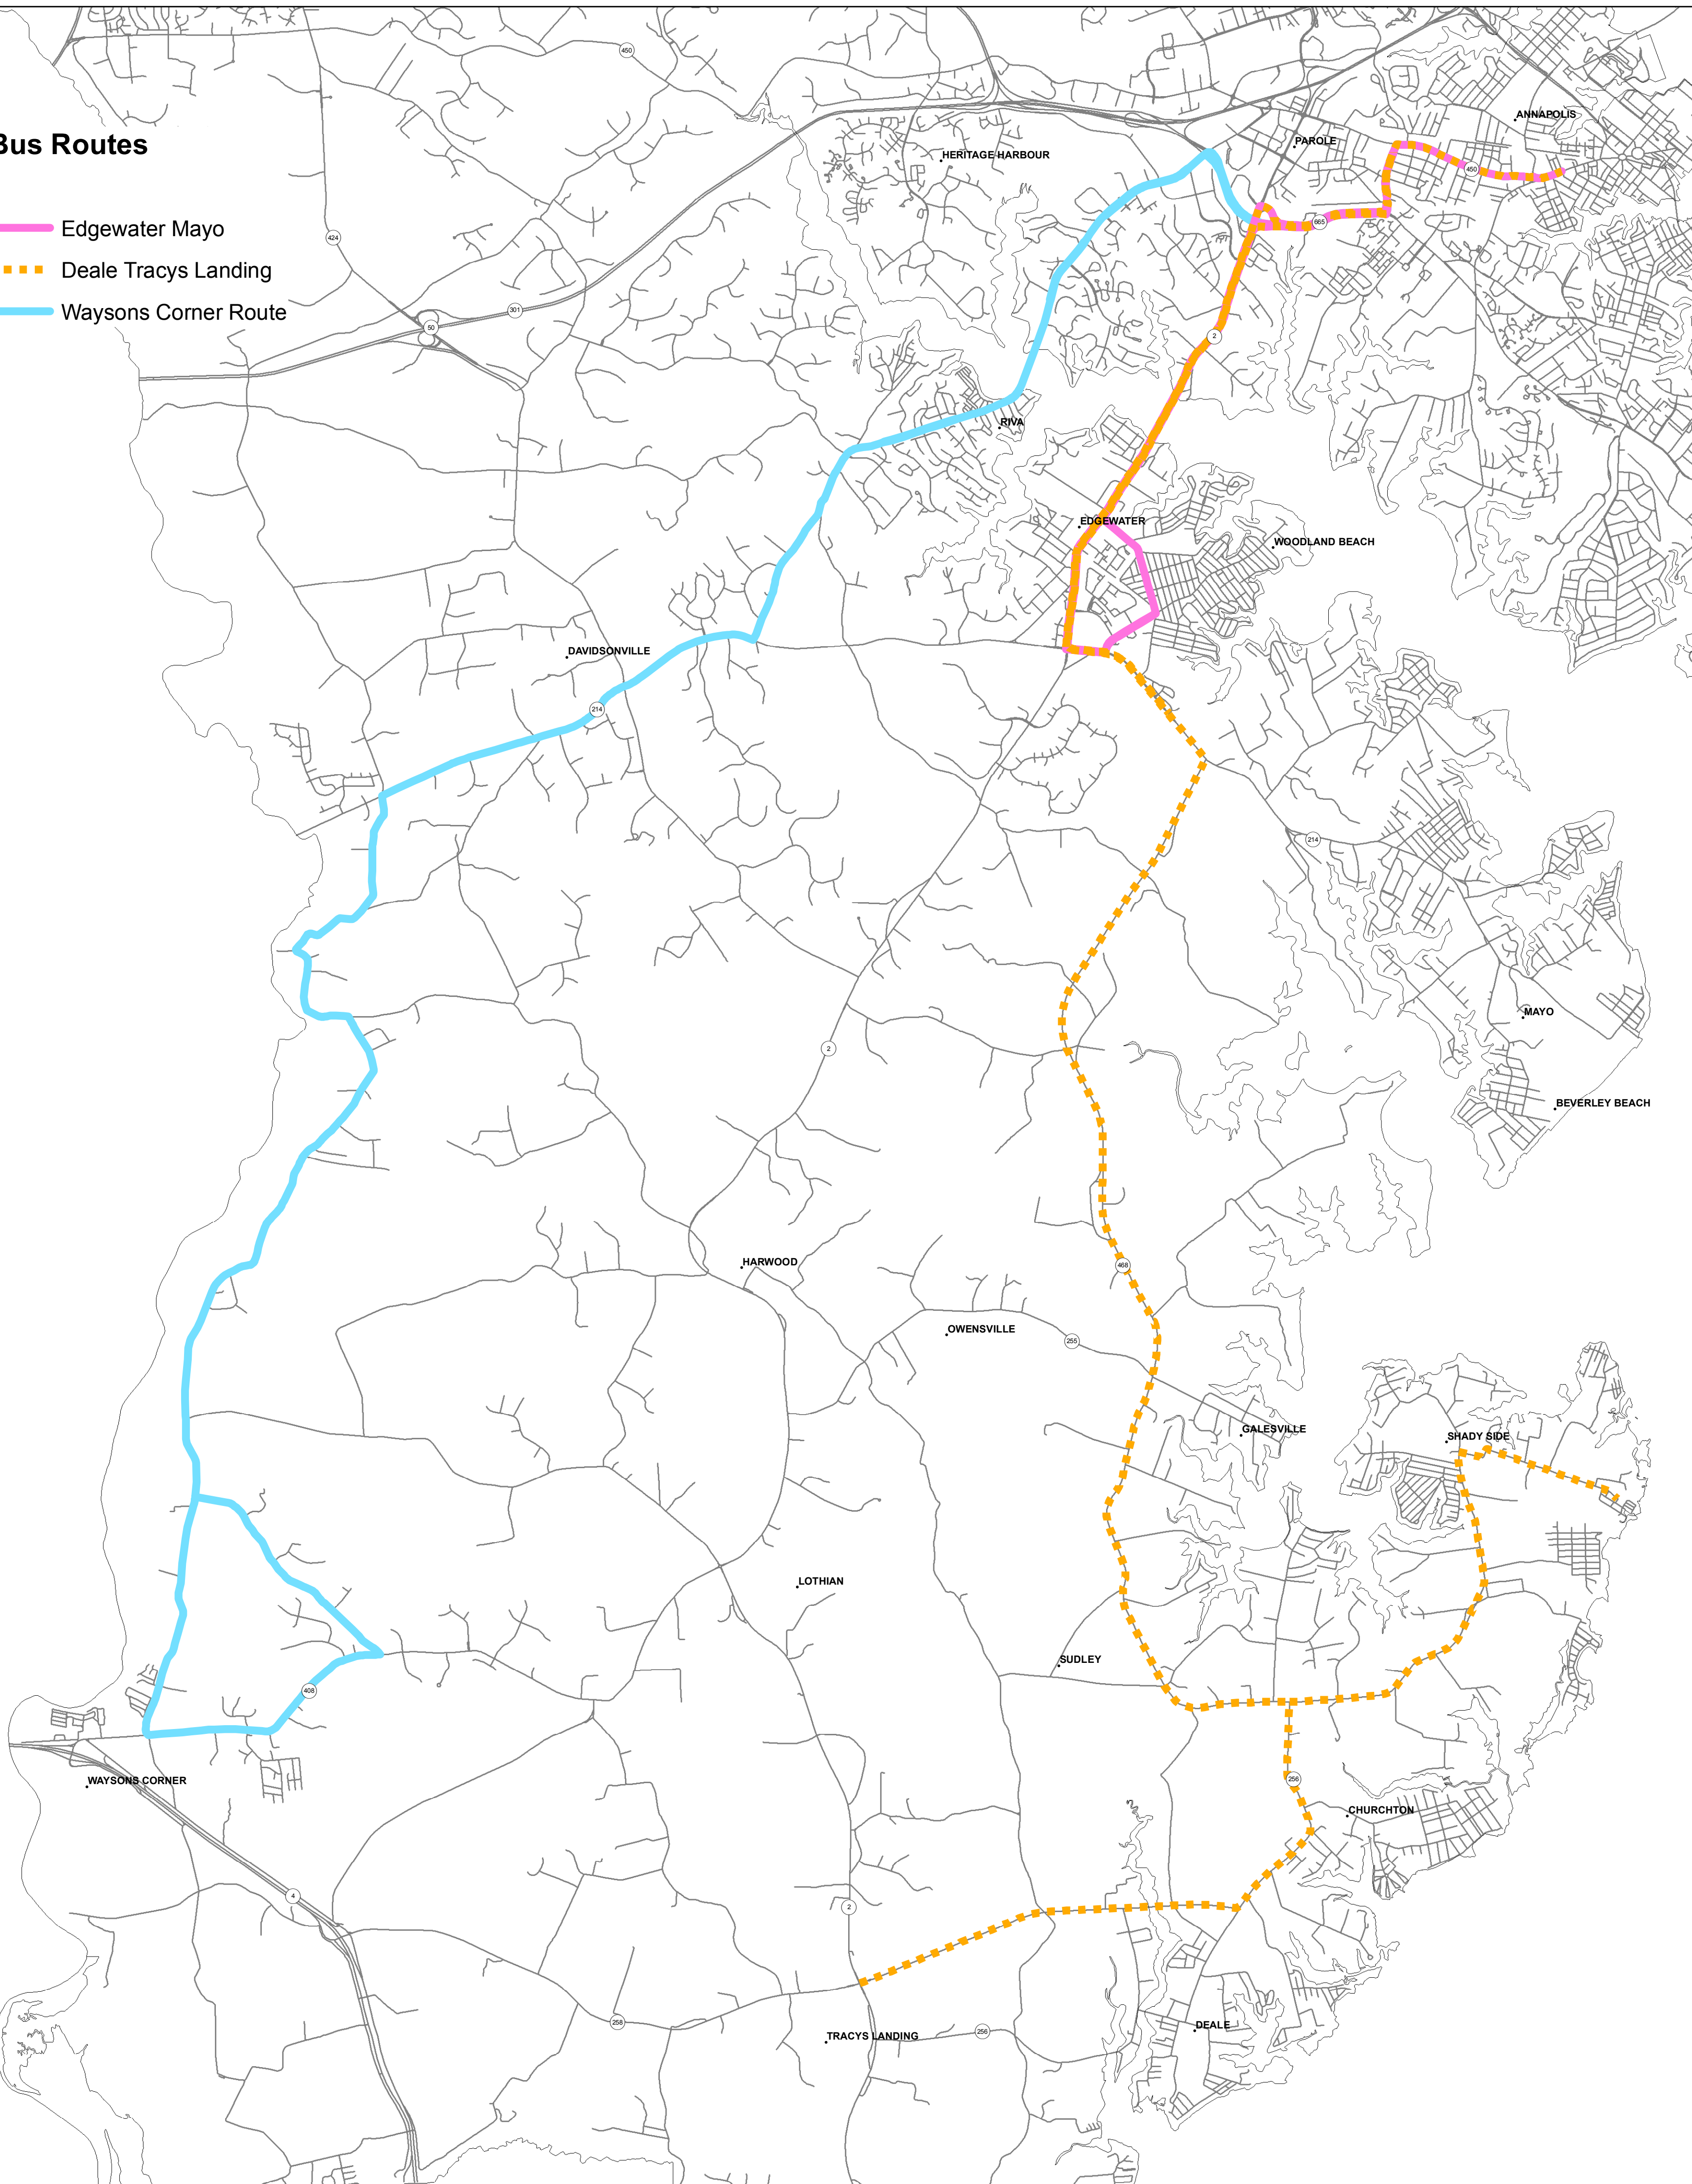 450
ANNAPOLIS
Bus Routes
PAROLE
HERITAGE HARBOUR
450
Edgewater Mayo
665
424
Deale Tracys Landing
Waysons Corner Route
301
50
2
RIVA
EDGEWATER
WOODLAND BEACH
DAVIDSONVILLE
214
214
MAYO
2
BEVERLEY BEACH
HARWOOD
468
OWENSVILLE
255
GALESVILLE
SHADY SIDE
LOTHIAN
SUDLEY
408
WAYSONS CORNER
256
CHURCHTON
4
2
258
DEALE
256
TRACYS LANDING